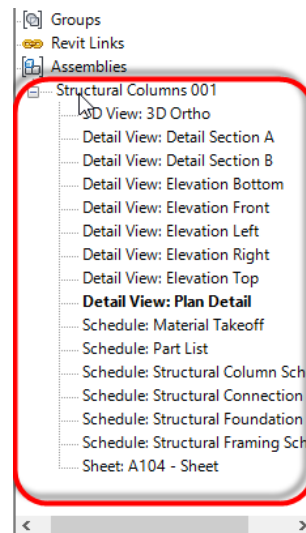 Groups
Revit Links
Assemblies
Structural Columns 001
3D View: 3D Ortho
Detail View: Detail Section A
Detail View: Detail Section B
Detail View: Elevation Bottom
Detail View: Elevation Front
Detail View: Elevation Left
Detail View: Elevation Right
Detail View: Elevation Top
Detail View: Plan Detail
Schedule: Material Takeoff
Schedule: Part List
Schedule: Structural Column Sch
Schedule: Structural Connection
Schedule: Structural Foundation
Schedule: Structural Framing Sch
Sheet: A104 - Sheet